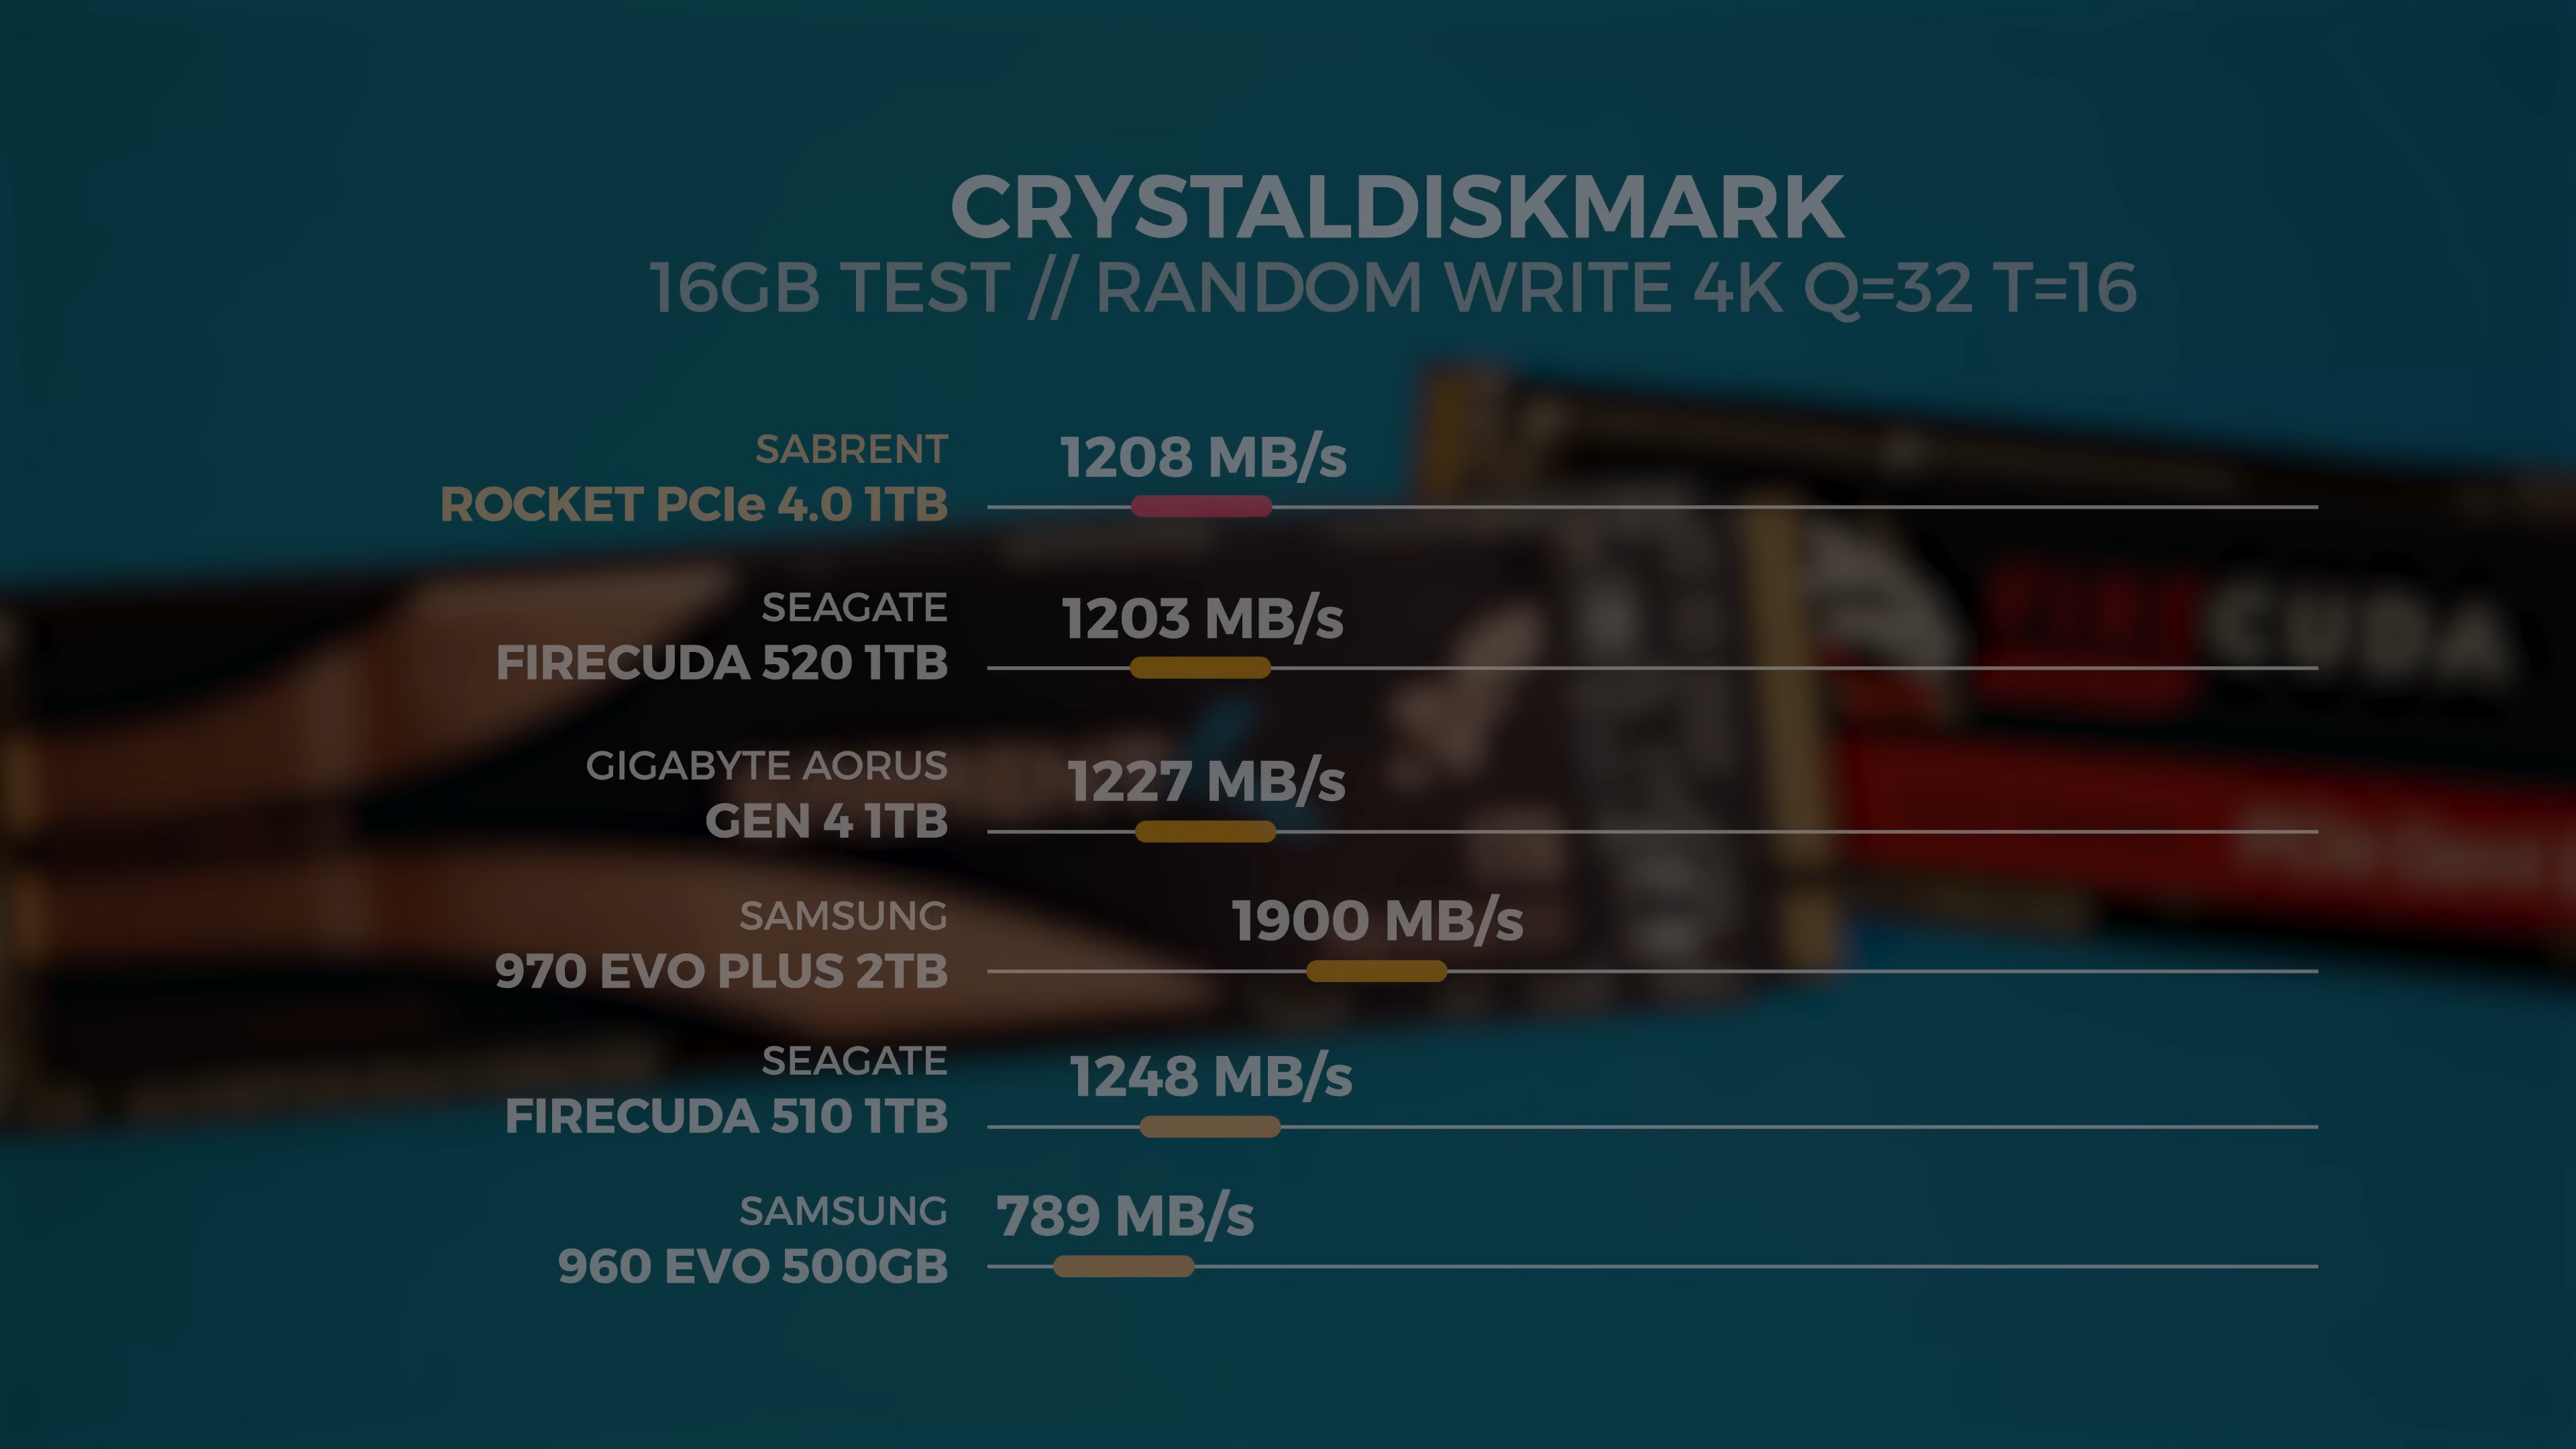 CRYSTALDISKMARK
16GB TEST // RANDOM WRITE 4K Q=32 T=16
SABRENT
ROCKET PCIe 4.0 1TB
1208 MB/s
SEAGATE
FIRECUDA 520 1TB
1203 MB/s
GIGABYTE AORUS
GEN 4 1TB
1227 MB/s
SAMSUNG
970 EVO PLUS 2TB
1900 MB/s
SEAGATE
FIRECUDA 510 1TB
1248 MB/s
SAMSUNG
960 EVO 500GB
789 MB/s
FIRECUDA